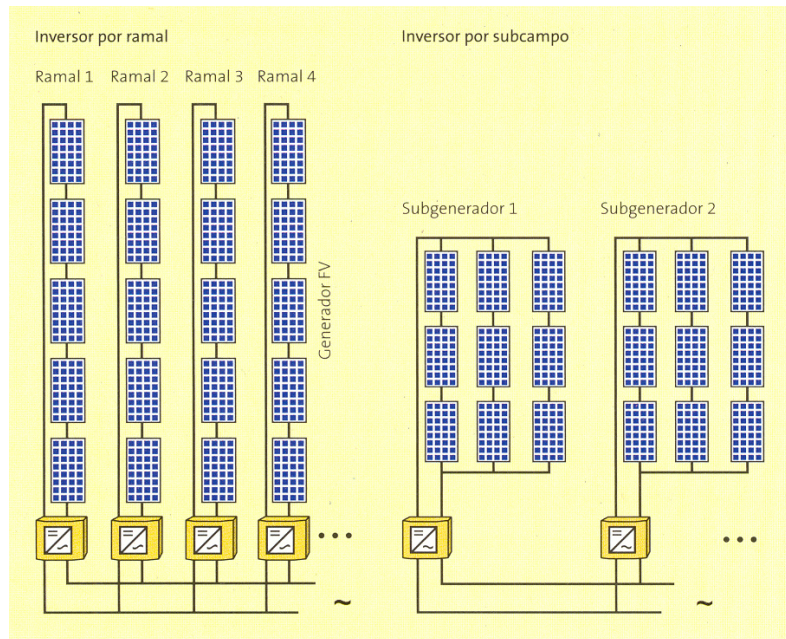 Inversor por ramal
Inversor por subcampo
Ramal 1
Ramal 2
Ramal 3
Ramal 4
Subgenerador 1
Subgenerador 2
Generador FV
...
...
~
~